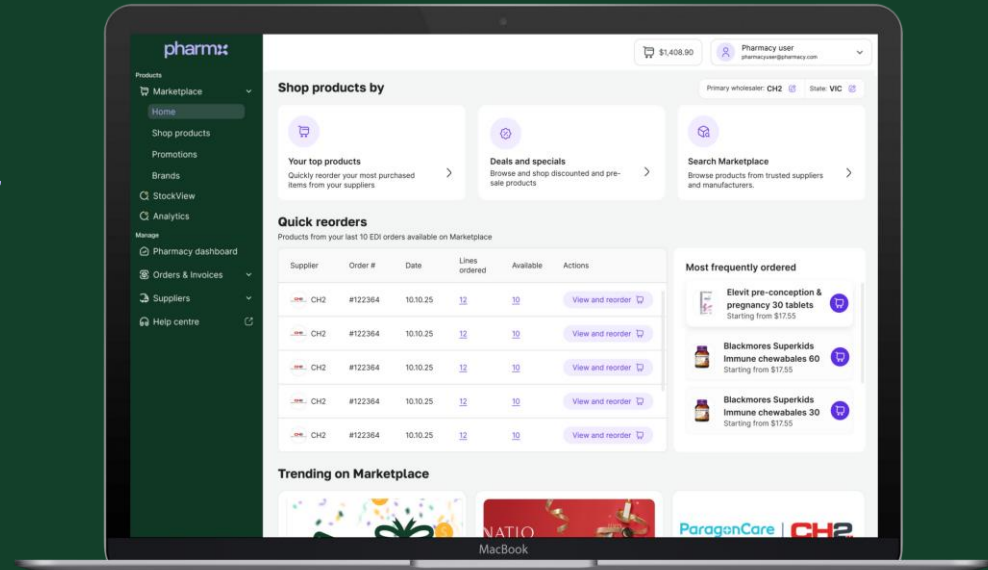 pharmx
$1,408.90
Pharmacy user
pharmacyuser@pharmacy.com
Products
Marketplace
Home
Shop products
Promotions
Brands
StockView
Analytics
Manage
Pharmacy dashboard
Orders & Invoices
Suppliers
Help centre
Shop products by
Primary wholesaler: CH2
State: VIC
Your top products
Quickly reorder your most purchased
items from your suppliers
Deals and specials
Browse and shop discounted and pre-
sale products
Search Marketplace
Browse products from trusted suppliers
and manufacturers.
Quick reorders
Products from your last 10 EDI orders available on Marketplace
Supplier Order # Date Lines ordered Available Actions
CH2 #122364 10.10.25 12 10 View and reorder
CH2 #122364 10.10.25 12 10 View and reorder
CH2 #122364 10.10.25 12 10 View and reorder
CH2 #122364 10.10.25 12 10 View and reorder
CH2 #122364 10.10.25 12 10 View and reorder
Most frequently ordered
Elevit pre-conception &
pregnancy 30 tablets
Starting from $17.55
Blackmores Superkids
Immune chewabales 60
Starting from $17.55
Blackmores Superkids
Immune chewabales 30
Starting from $17.55
Trending on Marketplace
NATIO
ParagonCare | CH2
MacBook